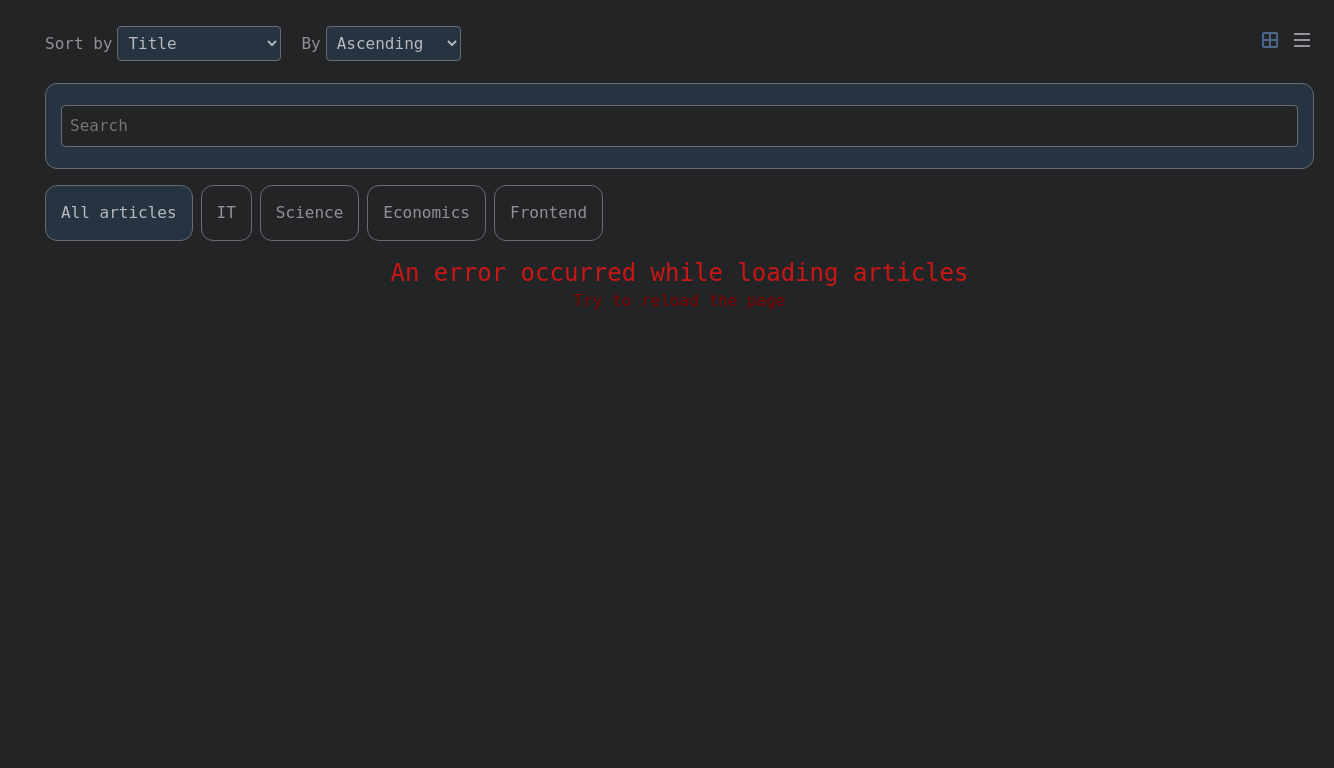 Sort by Title By Ascending
Search
All articles IT Science Economics Frontend
An error occurred while loading articles
Try to reload the page